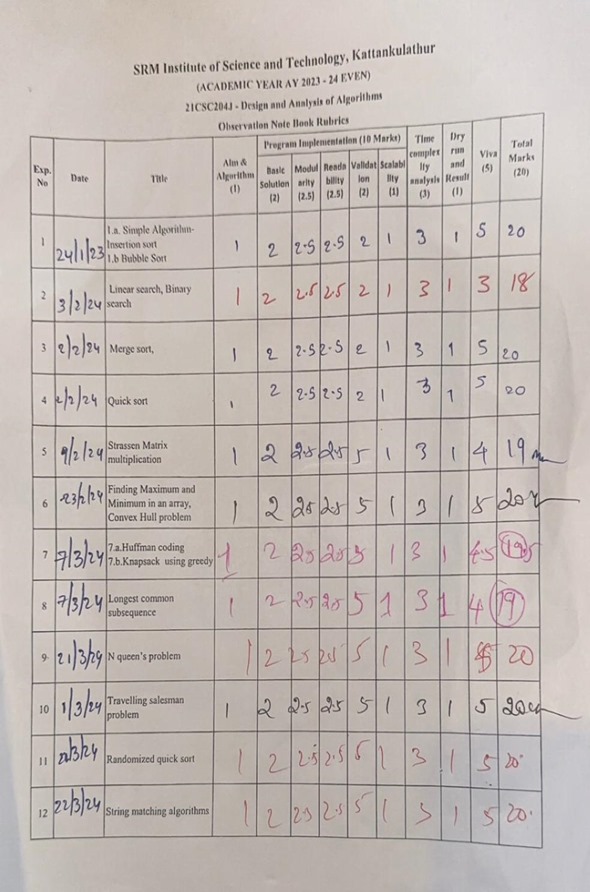 SRM Institute of Science and Technology, Kattankulathur
(ACADEMIC YEAR AY 2023 - 24 EVEN)
21CSC204J - Design and Analysis of Algorithms
Observation Note Book Rubrics
Exp. No Date Title Aim & Algorithm (1) Program Implementation (10 Marks) Basic Solution (2) Modul arity (2.5) Reada bility (2.5) Validat ion (2) Scalabi lity (1) Time complex ity analysis (3) Dry run and Result (1) Viva (5) Total Marks (20)
1 24/1/23 1.a. Simple Algorithm- Insertion sort 1.b Bubble Sort 1 2 2.5 2.5 2 1 3 1 5 20
2 3/2/24 Linear search, Binary search 1 2 2.5 2.5 2 1 3 1 3 18
3 2/2/24 Merge sort, 1 2 2.5 2.5 2 1 3 1 5 20
4 2/2/24 Quick sort 1 2 2.5 2.5 2 1 3 1 5 20
5 9/2/24 Strassen Matrix multiplication 1 2 2.5 2.5 5 1 3 1 4 19
6 23/2/24 Finding Maximum and Minimum in an array, Convex Hull problem 1 2 25 2.5 5 1 3 1 5 20
7 7/3/24 7.a.Huffman coding 7.b.Knapsack using greedy 1 2 2.5 2.5 5 1 3 1 4.5 19.5
8 7/3/24 Longest common subsequence 1 2 2.5 2.5 5 1 3 1 4 19
9 21/3/24 N queen's problem 1 2 2.5 2.5 5 1 3 1 5 20
10 1/3/24 Travelling salesman problem 1 2 2.5 2.5 5 1 3 1 5 20
11 22/3/24 Randomized quick sort 1 2 2.5 2.5 5 1 3 1 5 20
12 22/3/24 String matching algorithms 1 2 2.5 2.5 5 1 3 1 5 20